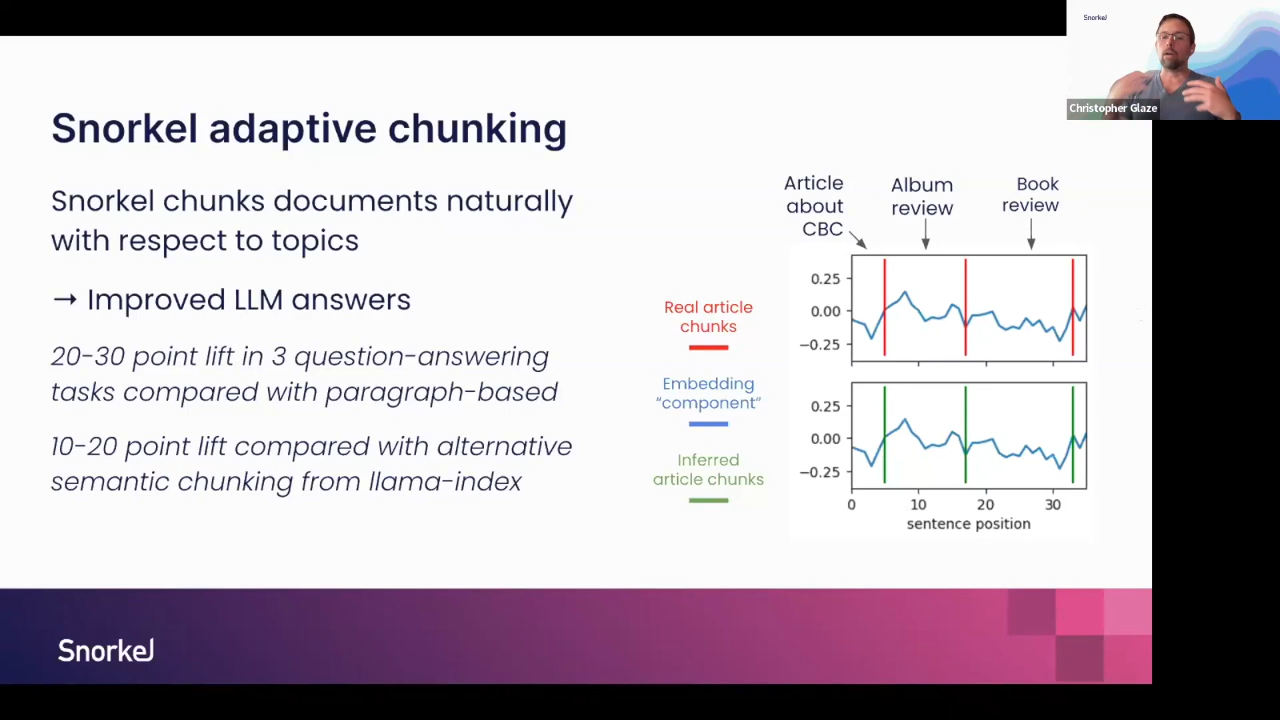 Snorkel
Christopher Glaze
Snorkel adaptive chunking
Snorkel chunks documents naturally
with respect to topics
→ Improved LLM answers
20-30 point lift in 3 question-answering
tasks compared with paragraph-based
10-20 point lift compared with alternative
semantic chunking from llama-index
Real article
chunks
Embedding
“component”
Inferred
article chunks
Article
about
CBC
Album
review
Book
review
0.25
0.00
−0.25
0.25
0.00
−0.25
0 10 20 30
sentence position
Snorkel